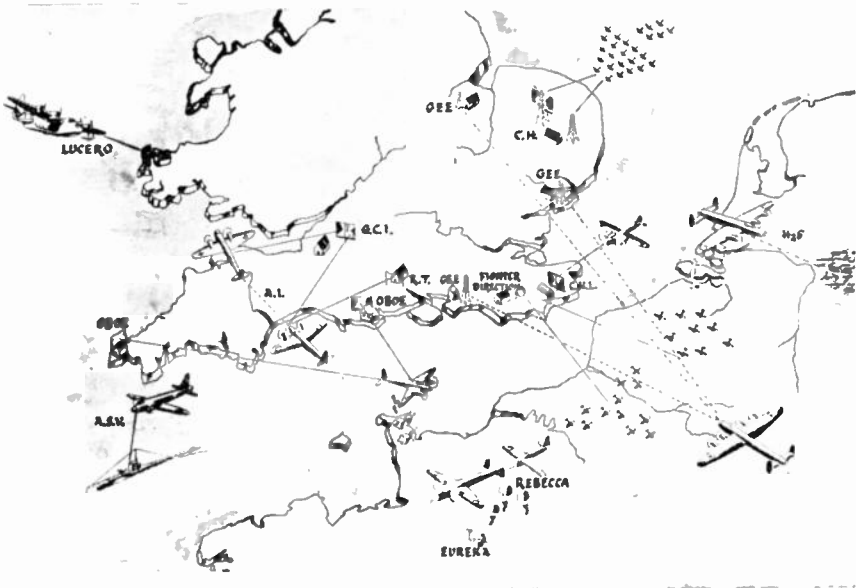 GEE
C.H.
LUCERO
GEE
G.C.I.
H2S
A.I.
R.T.
GEE
FIGHTER
DIRECTION
OBOE
OBOE
A.S.V.
REBECCA
EUREKA